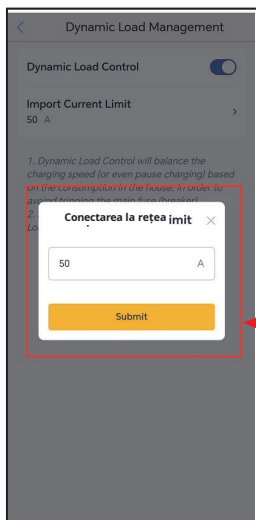 Dynamic Load Management
Dynamic Load Control
Import Current Limit
50 A
1. Dynamic Load Control will balance the
charging speed (or even pause charging) based
on the consumption in the house, in order to
avoid tripping the main fuse (breaker)
2.
Conectarea la rețea imit
Lo
50 A
Submit